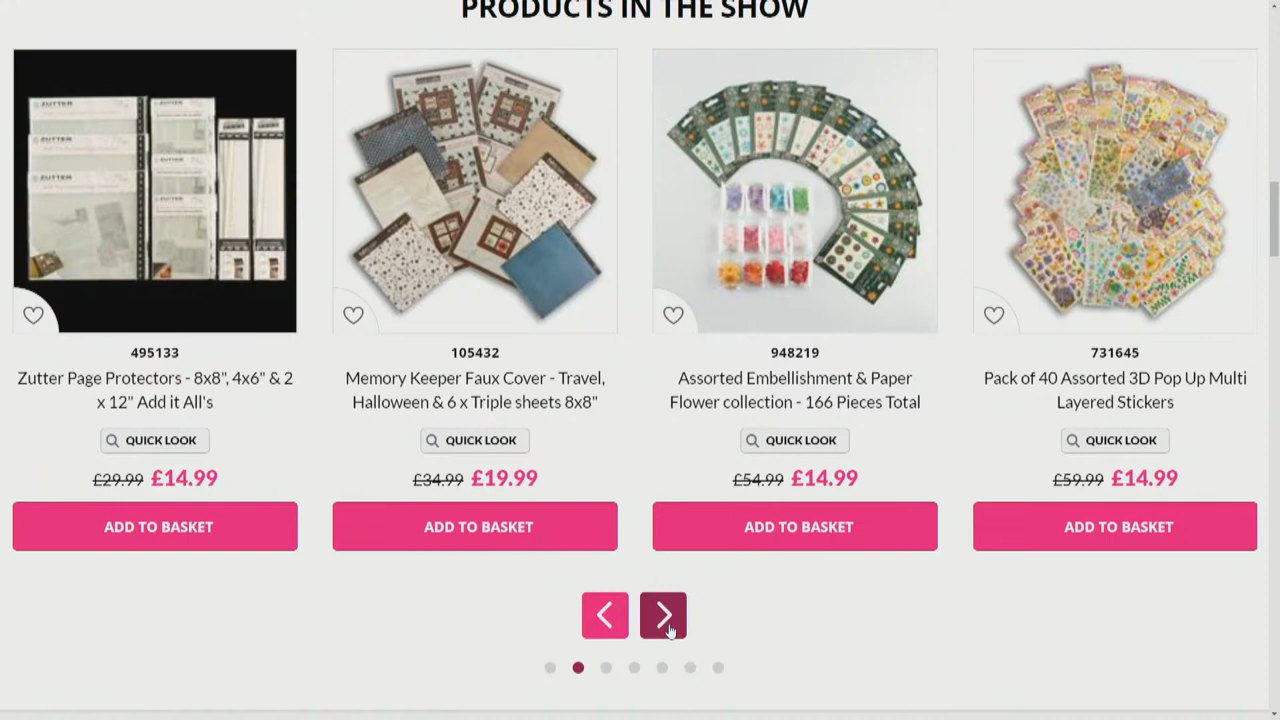 PRODUCTS IN THE SHOW
ZUTTER
ZUTTER
ZUTTER
495133
Zutter Page Protectors - 8x8", 4x6" & 2
x 12" Add it All's
QUICK LOOK
£29.99 £14.99
ADD TO BASKET
105432
Memory Keeper Faux Cover - Travel,
Halloween & 6 x Triple sheets 8x8"
QUICK LOOK
£34.99 £19.99
ADD TO BASKET
948219
Assorted Embellishment & Paper
Flower collection - 166 Pieces Total
QUICK LOOK
£54.99 £14.99
ADD TO BASKET
731645
Pack of 40 Assorted 3D Pop Up Multi
Layered Stickers
QUICK LOOK
£59.99 £14.99
ADD TO BASKET